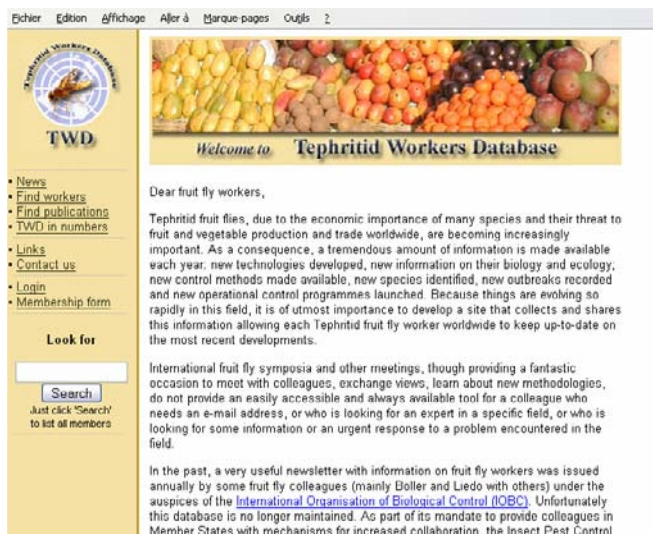 Fichier Edition Affichage Aller à Marque-pages Outils ?
Tephritid Workers Database
TWD
Welcome to Tephritid Workers Database
• News
• Find workers
• Find publications
• TWD in numbers
• Links
• Contact us
• Login
• Membership form
Look for
Search
Just click 'Search'
to list all members
Dear fruit fly workers,
Tephritid fruit flies, due to the economic importance of many species and their threat to
fruit and vegetable production and trade worldwide, are becoming increasingly
important. As a consequence, a tremendous amount of information is made available
each year: new technologies developed, new information on their biology and ecology;
new control methods made available, new species identified, new outbreaks recorded
and new operational control programmes launched. Because things are evolving so
rapidly in this field, it is of utmost importance to develop a site that collects and shares
this information allowing each Tephritid fruit fly worker worldwide to keep up-to-date on
the most recent developments.
International fruit fly symposia and other meetings, though providing a fantastic
occasion to meet with colleagues, exchange views, learn about new methodologies,
do not provide an easily accessible and always available tool for a colleague who
needs an e-mail address, or who is looking for an expert in a specific field, or who is
looking for some information or an urgent response to a problem encountered in the
field.
In the past, a very useful newsletter with information on fruit fly workers was issued
annually by some fruit fly colleagues (mainly Boller and Liedo with others) under the
auspices of the International Organisation of Biological Control (IOBC). Unfortunately
this database is no longer maintained. As part of its mandate to provide colleagues in
Member States with mechanisms for increased collaboration, the Insect Pest Control